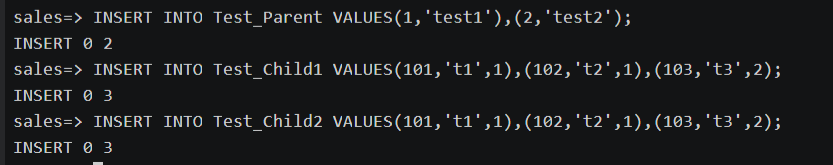 sales=> INSERT INTO Test_Parent VALUES(1,'test1'),(2,'test2');
INSERT 0 2
sales=> INSERT INTO Test_Child1 VALUES(101,'t1',1),(102,'t2',1),(103,'t3',2);
INSERT 0 3
sales=> INSERT INTO Test_Child2 VALUES(101,'t1',1),(102,'t2',1),(103,'t3',2);
INSERT 0 3